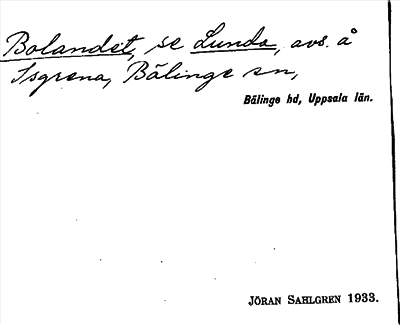 Bolandet, se Lunda, avs. å
Isgrena, Bälinge sn,
Bälinge hd, Uppsala län.
JÖRAN SAHLGREN 1933.